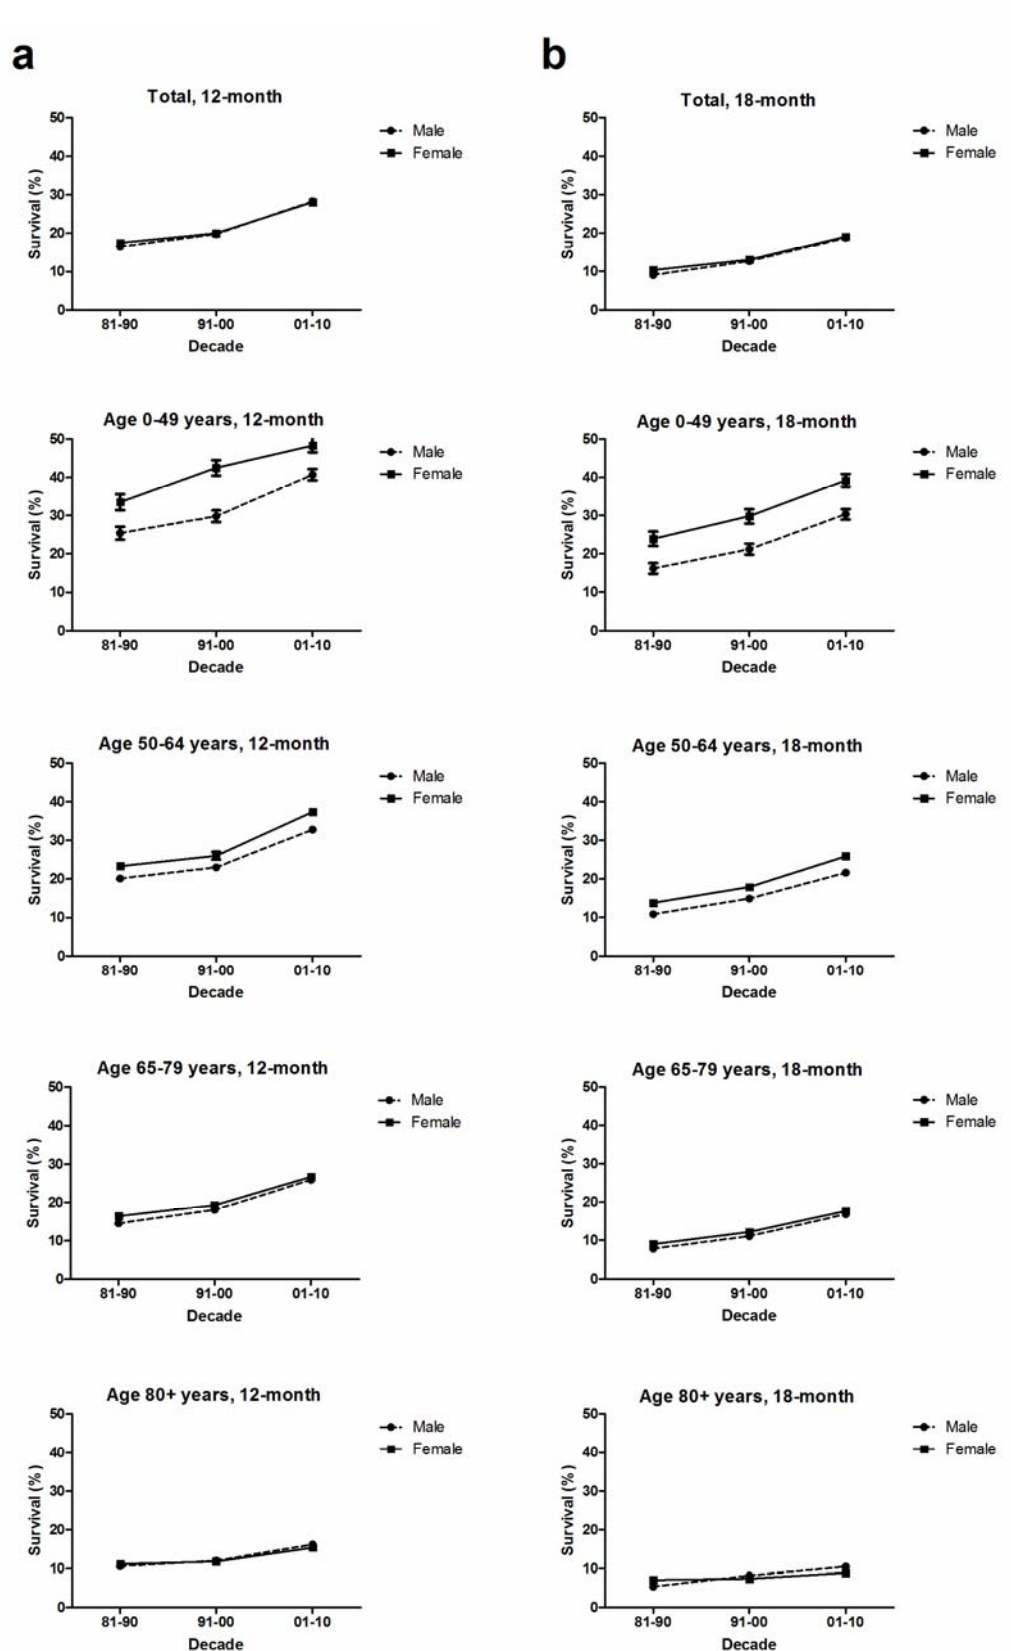 a
Total, 12-month
50
40
30
20
10
0
Survival (%)
81-90 91-00 01-10
Decade
Male
Female
b
Total, 18-month
50
40
30
20
10
0
Survival (%)
81-90 91-00 01-10
Decade
Male
Female
Age 0-49 years, 12-month
50
40
30
20
10
0
Survival (%)
81-90 91-00 01-10
Decade
Male
Female
Age 0-49 years, 18-month
50
40
30
20
10
0
Survival (%)
81-90 91-00 01-10
Decade
Male
Female
Age 50-64 years, 12-month
50
40
30
20
10
0
Survival (%)
81-90 91-00 01-10
Decade
Male
Female
Age 50-64 years, 18-month
50
40
30
20
10
0
Survival (%)
81-90 91-00 01-10
Decade
Male
Female
Age 65-79 years, 12-month
50
40
30
20
10
0
Survival (%)
81-90 91-00 01-10
Decade
Male
Female
Age 65-79 years, 18-month
50
40
30
20
10
0
Survival (%)
81-90 91-00 01-10
Decade
Male
Female
Age 80+ years, 12-month
50
40
30
20
10
0
Survival (%)
81-90 91-00 01-10
Decade
Male
Female
Age 80+ years, 18-month
50
40
30
20
10
0
Survival (%)
81-90 91-00 01-10
Decade
Male
Female